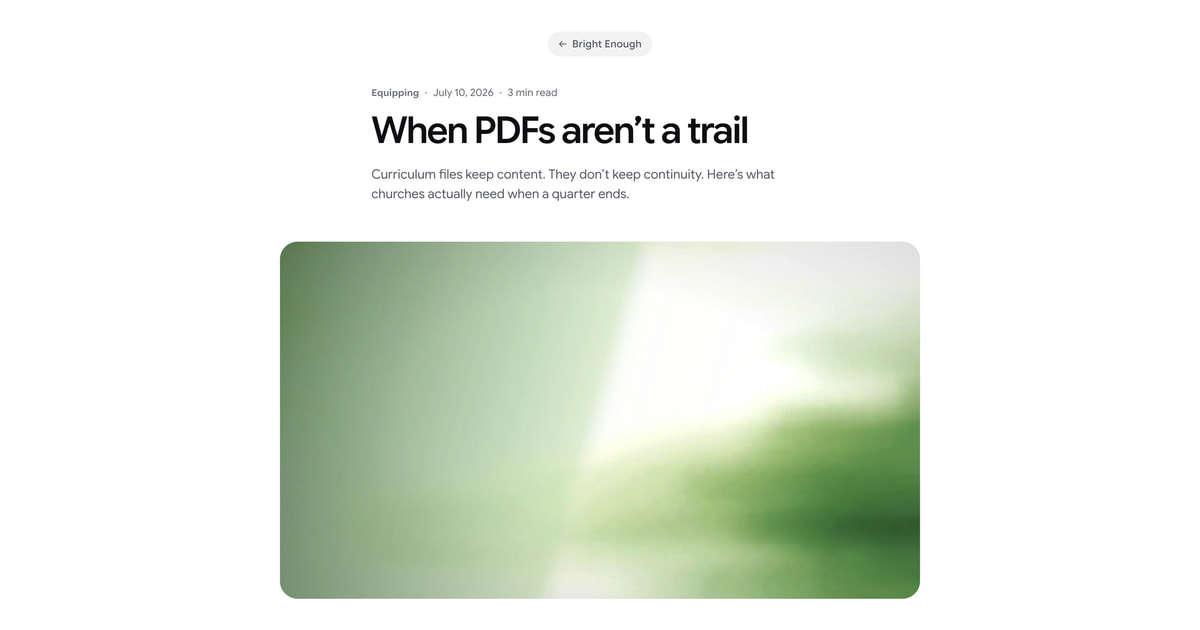 ← Bright Enough
Equipping · July 10, 2026 · 3 min read
When PDFs aren’t a trail
Curriculum files keep content. They don’t keep continuity. Here’s what
churches actually need when a quarter ends.